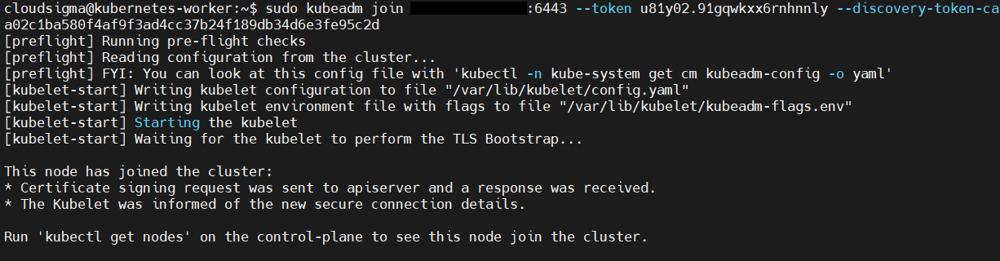 cloudsigma@kubernetes-worker:~$ sudo kubeadm join :6443 --token u81y02.91gqwkxx6rnhnnly --discovery-token-ca
a02c1ba580f4af9f3ad4cc37b24f189db34d6e3fe95c2d
[preflight] Running pre-flight checks
[preflight] Reading configuration from the cluster...
[preflight] FYI: You can look at this config file with 'kubectl -n kube-system get cm kubeadm-config -o yaml'
[kubelet-start] Writing kubelet configuration to file "/var/lib/kubelet/config.yaml"
[kubelet-start] Writing kubelet environment file with flags to file "/var/lib/kubelet/kubeadm-flags.env"
[kubelet-start] Starting the kubelet
[kubelet-start] Waiting for the kubelet to perform the TLS Bootstrap...
This node has joined the cluster:
* Certificate signing request was sent to apiserver and a response was received.
* The Kubelet was informed of the new secure connection details.
Run 'kubectl get nodes' on the control-plane to see this node join the cluster.